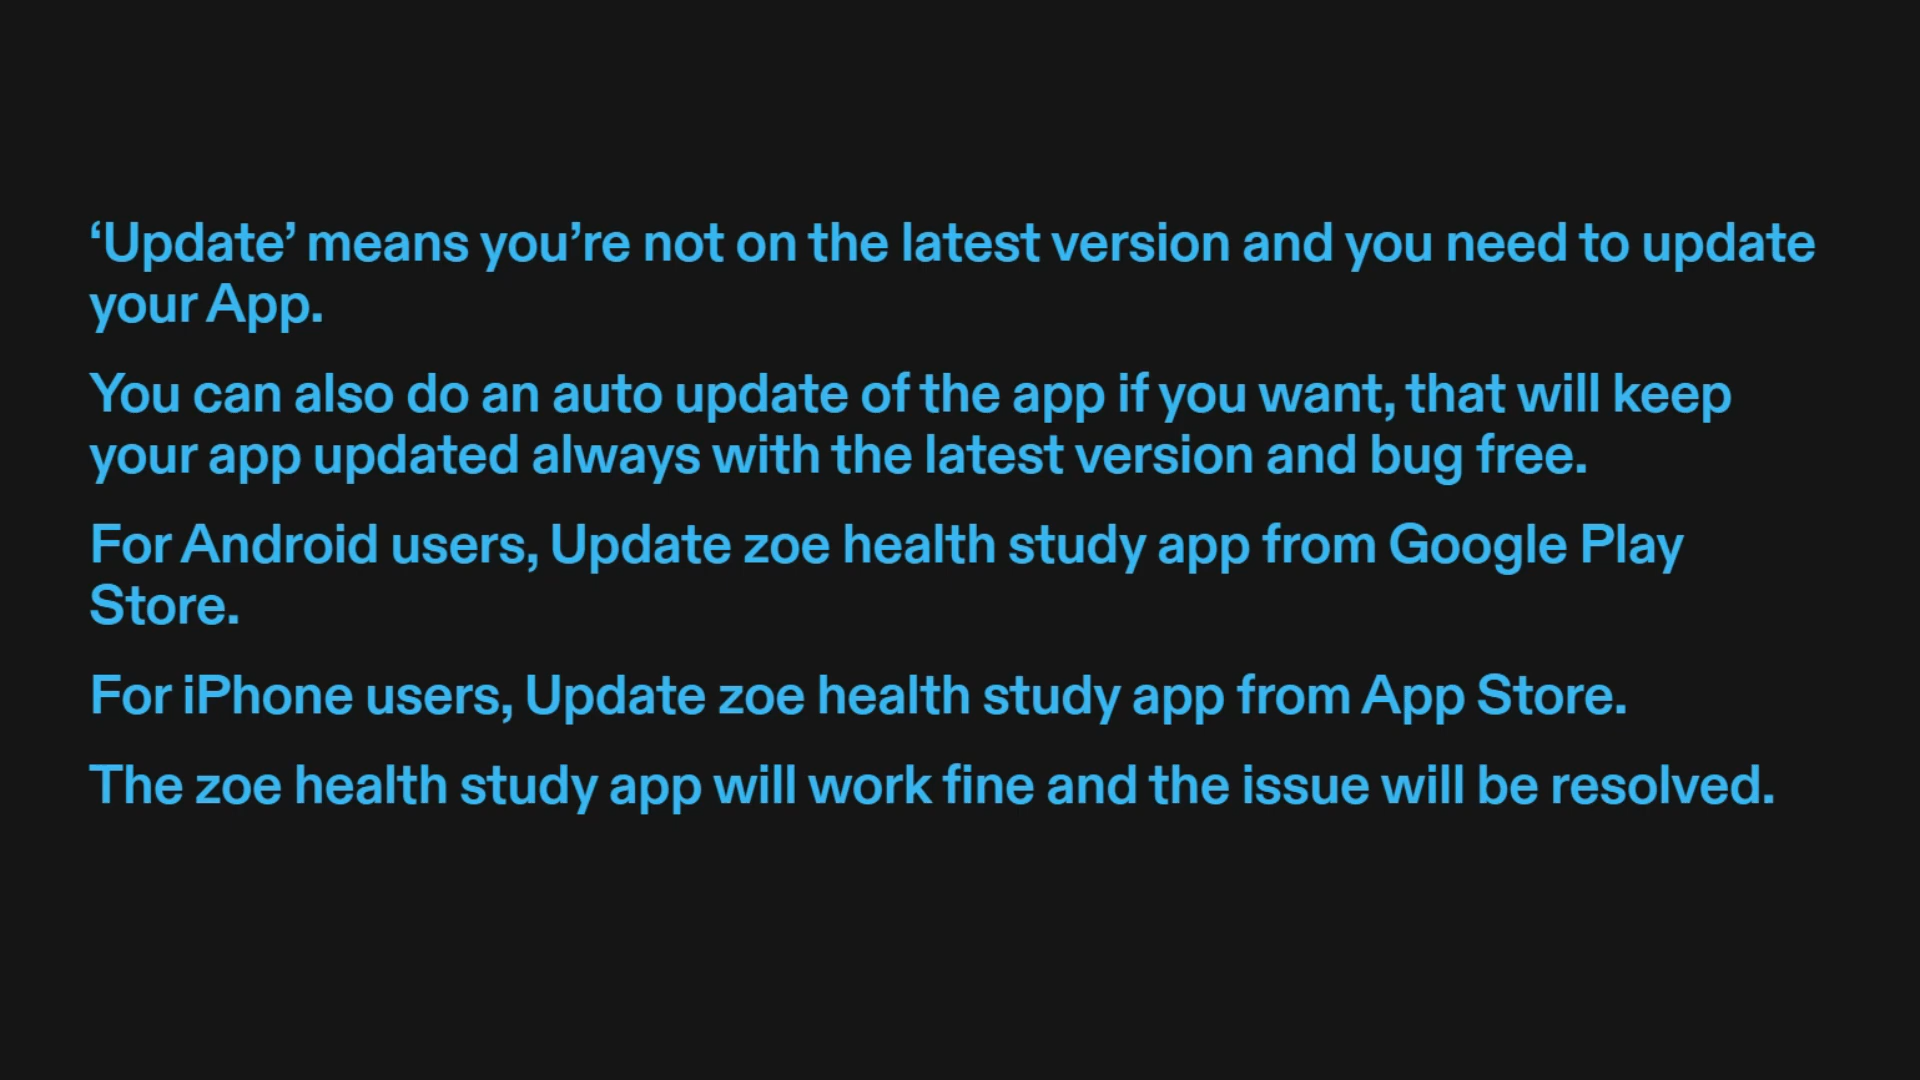 ‘Update’ means you’re not on the latest version and you need to update
your App.
You can also do an auto update of the app if you want, that will keep
your app updated always with the latest version and bug free.
For Android users, Update zoe health study app from Google Play
Store.
For iPhone users, Update zoe health study app from App Store.
The zoe health study app will work fine and the issue will be resolved.